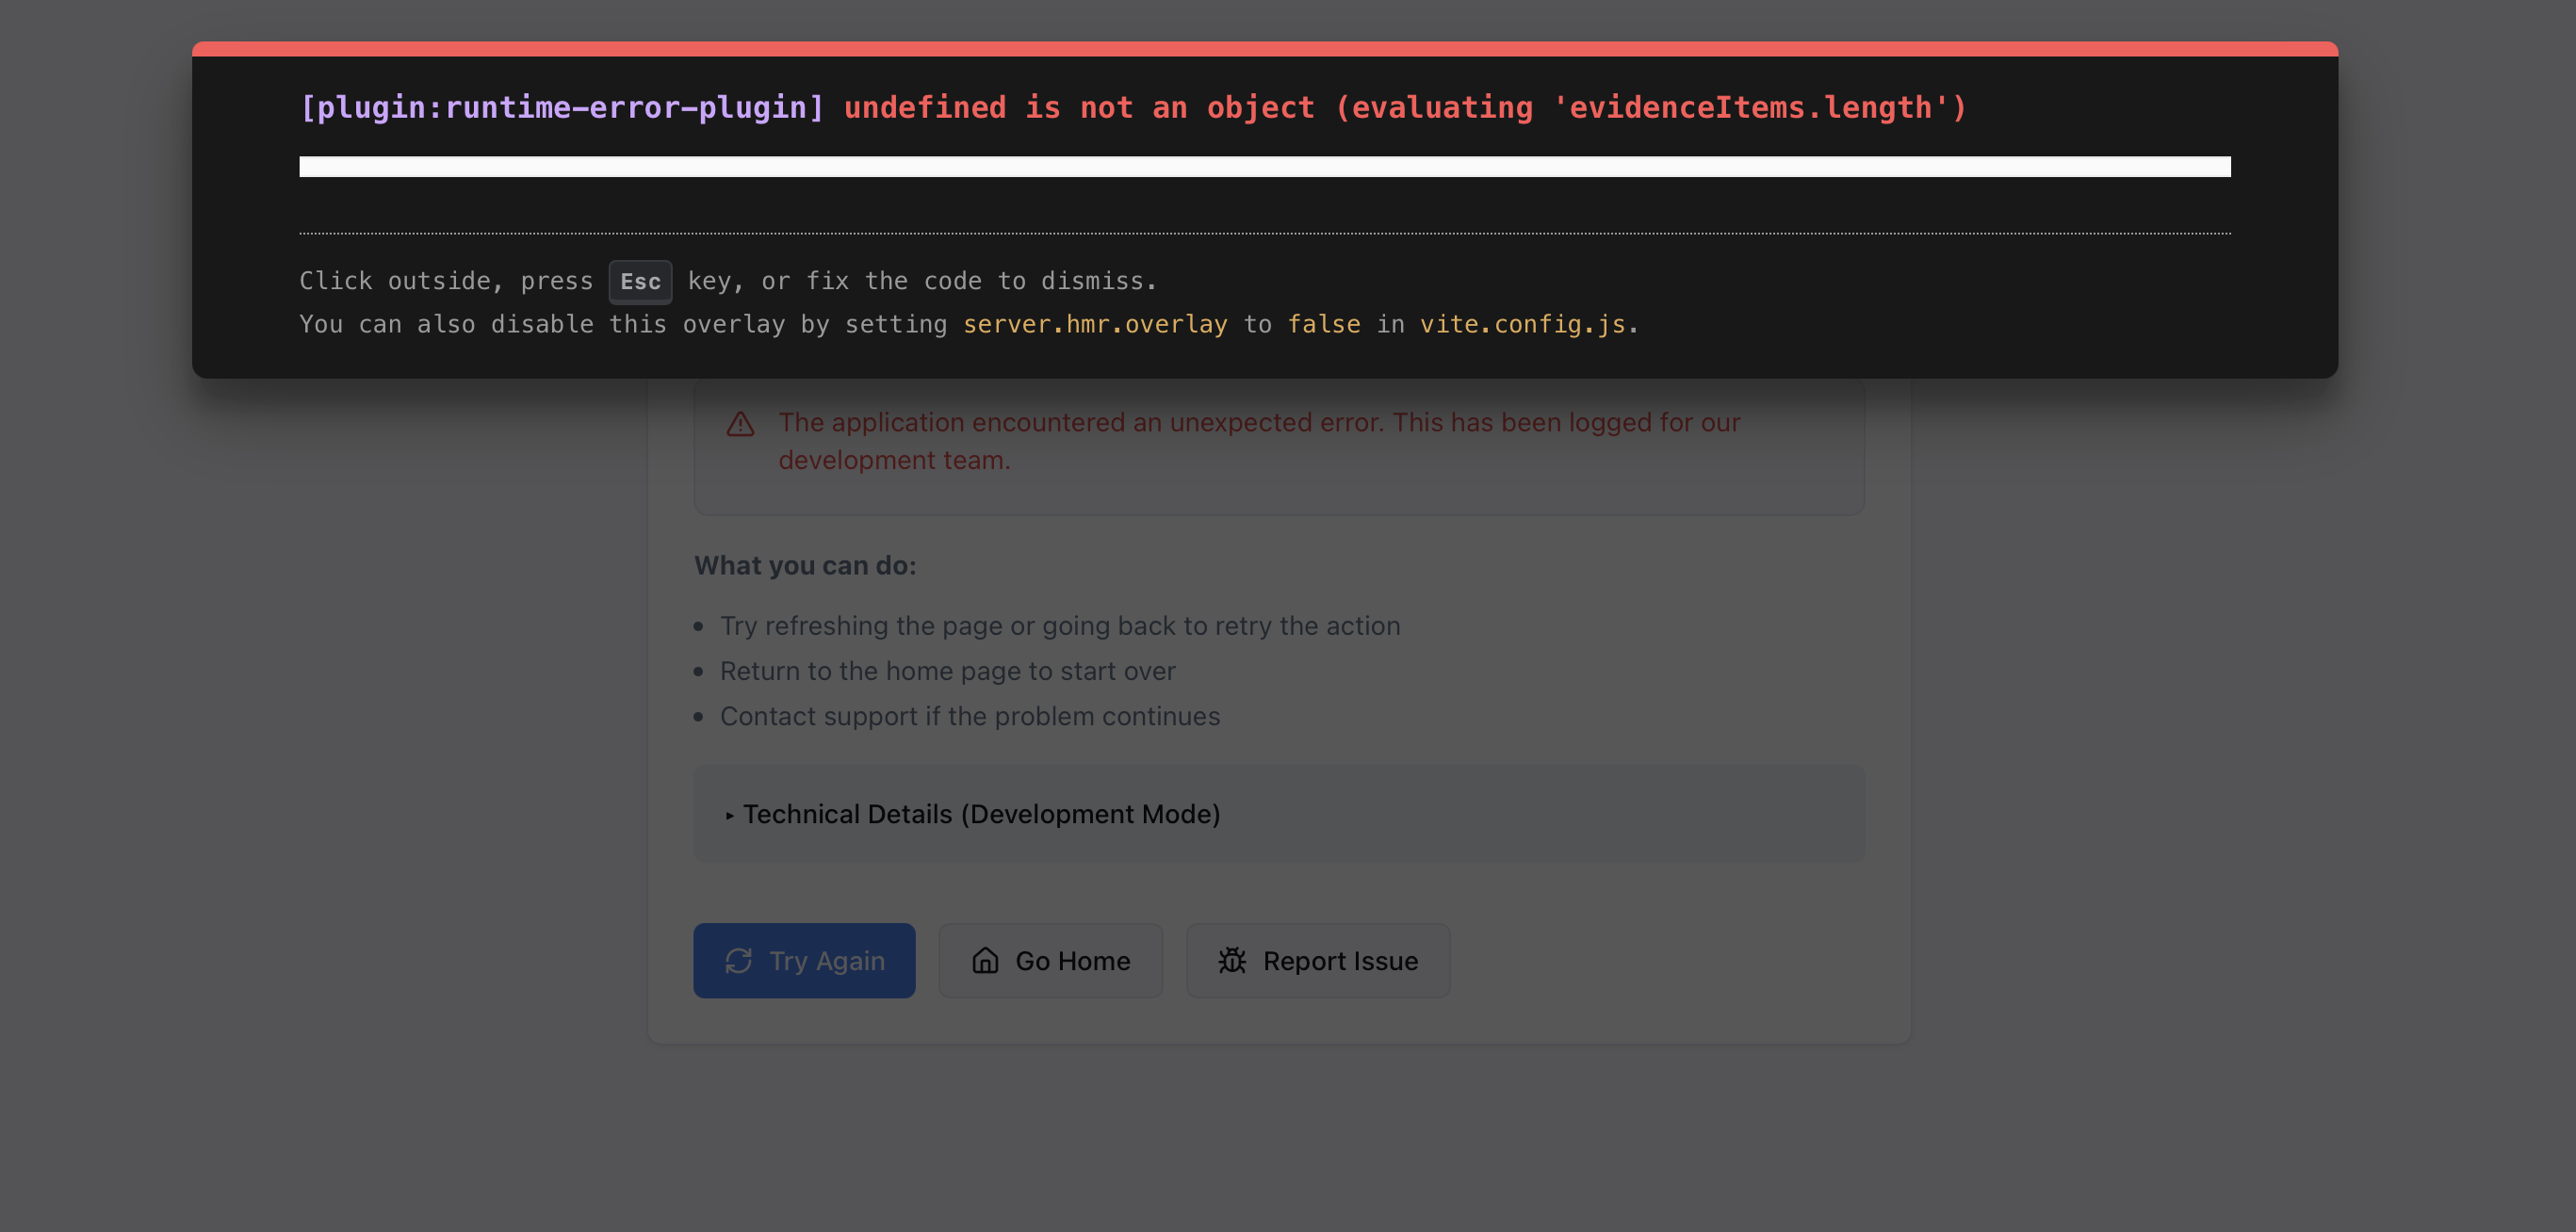 [plugin:runtime-error-plugin] undefined is not an object (evaluating 'evidenceItems.length')
Click outside, press Esc key, or fix the code to dismiss.
You can also disable this overlay by setting server.hmr.overlay to false in vite.config.js.
The application encountered an unexpected error. This has been logged for our
development team.
What you can do:
• Try refreshing the page or going back to retry the action
• Return to the home page to start over
• Contact support if the problem continues
▸ Technical Details (Development Mode)
Try Again Go Home Report Issue